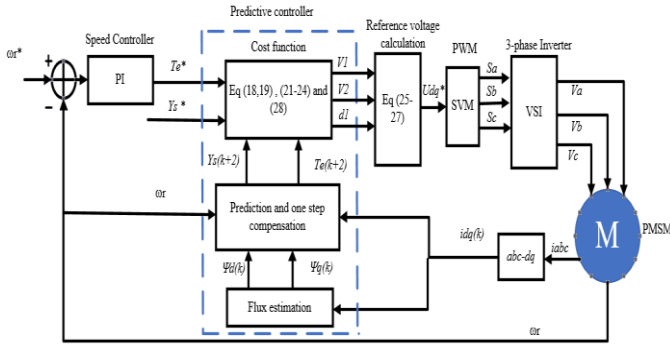 Predictive controller
Speed Controller
Cost function
Reference voltage
calculation
PWM
3-phase Inverter
ωr*
+
−
PI
Te*
Ys *
Eq (18,19) , (21-24) and
(28)
V1
V2
d1
Eq (25-
27)
Udq*
SVM
Sa
Sb
Sc
VSI
Va
Vb
Vc
Ys(k+2)
Te(k+2)
ωr
Prediction and one step
compensation
Ψd(k)
Ψq(k)
Flux estimation
idq(k)
abc-dq
iabc
M
PMSM
ωr